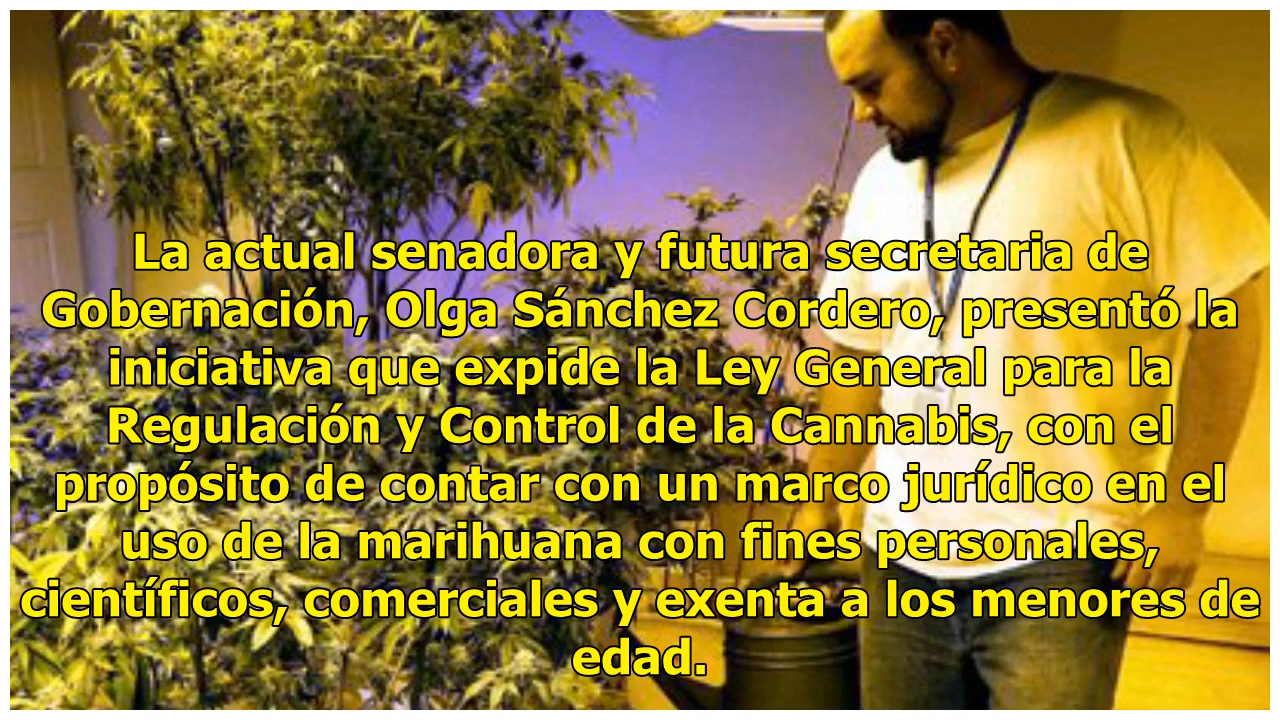 La actual senadora y futura secretaria de
Gobernación, Olga Sánchez Cordero, presentó la
iniciativa que expide la Ley General para la
Regulación y Control de la Cannabis, con el
propósito de contar con un marco jurídico en el
uso de la marihuana con fines personales,
científicos, comerciales y exenta a los menores de
edad.